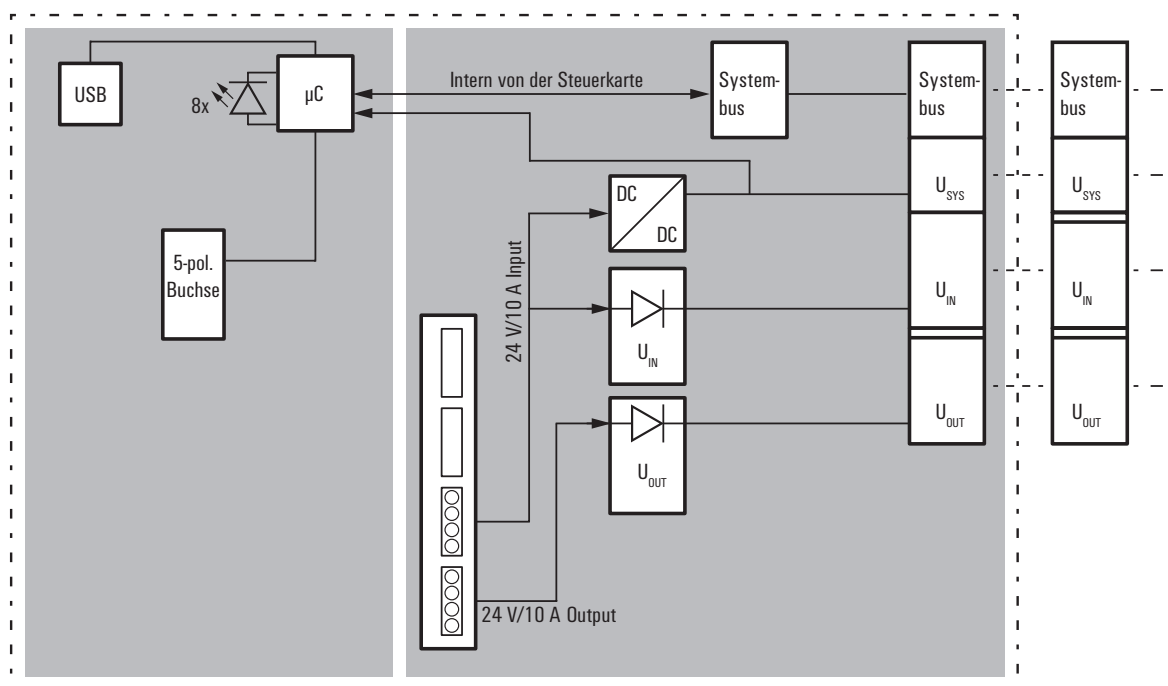 USB
8x
µC
5-pol.
Buchse
Intern von der Steuerkarte
System-
bus
System-
bus
System-
bus
DC
DC
U_SYS
U_SYS
24 V/10 A Input
U_IN
U_IN
U_IN
U_OUT
U_OUT
U_OUT
24 V/10 A Output